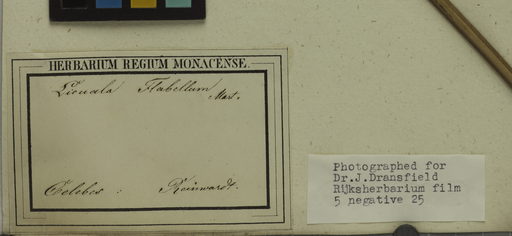 HERBARIUM REGIUM MONACENSE.
Licuala Flabellum Mart.
Celebes : Reinwardt.
Photographed for
Dr.J.Dransfield
Rijksherbarium film
5 negative 25